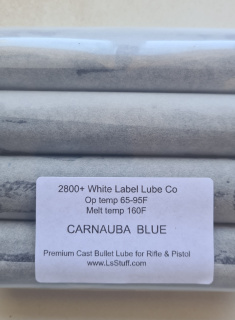 2800+ White Label Lube Co
Op temp 65-95F
Melt temp 160F
CARNAUBA BLUE
Premium Cast Bullet Lube for Rifle & Pistol
www.LsStuff.com